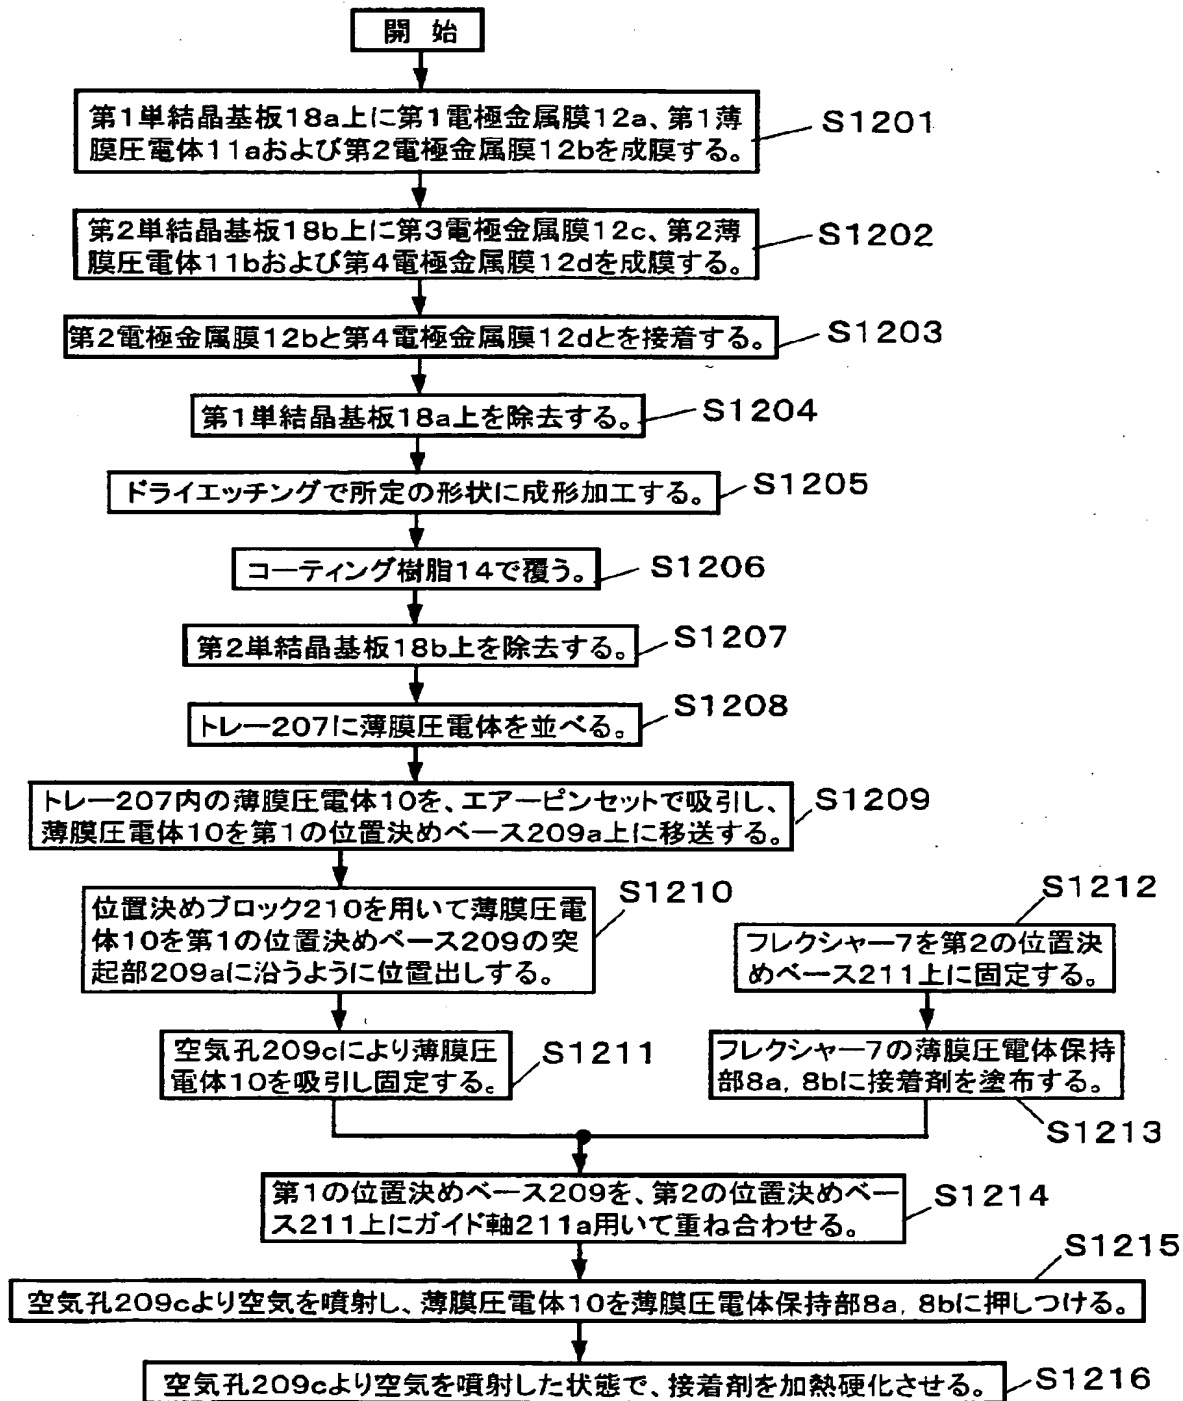 開 始
第1単結晶基板18a上に第1電極金属膜12a、第1薄
膜圧電体11aおよび第2電極金属膜12bを成膜する。
S1201
第2単結晶基板18b上に第3電極金属膜12c、第2薄
膜圧電体11bおよび第4電極金属膜12dを成膜する。
S1202
第2電極金属膜12bと第4電極金属膜12dとを接着する。
S1203
第1単結晶基板18a上を除去する。
S1204
ドライエッチングで所定の形状に成形加工する。
S1205
コーティング樹脂14で覆う。
S1206
第2単結晶基板18b上を除去する。
S1207
トレー207に薄膜圧電体を並べる。
S1208
トレー207内の薄膜圧電体10を、エアーピンセットで吸引し、
薄膜圧電体10を第1の位置決めベース209a上に移送する。
S1209
位置決めブロック210を用いて薄膜圧電
体10を第1の位置決めベース209の突
起部209aに沿うように位置出しする。
S1210
空気孔209cにより薄膜圧
電体10を吸引し固定する。
S1211
フレクシャー7を第2の位置決
めベース211上に固定する。
S1212
フレクシャー7の薄膜圧電体保持
部8a, 8bに接着剤を塗布する。
S1213
第1の位置決めベース209を、第2の位置決めベー
ス211上にガイド軸211a用いて重ね合わせる。
S1214
空気孔209cより空気を噴射し、薄膜圧電体10を薄膜圧電体保持部8a, 8bに押しつける。
S1215
空気孔209cより空気を噴射した状態で、接着剤を加熱硬化させる。
S1216